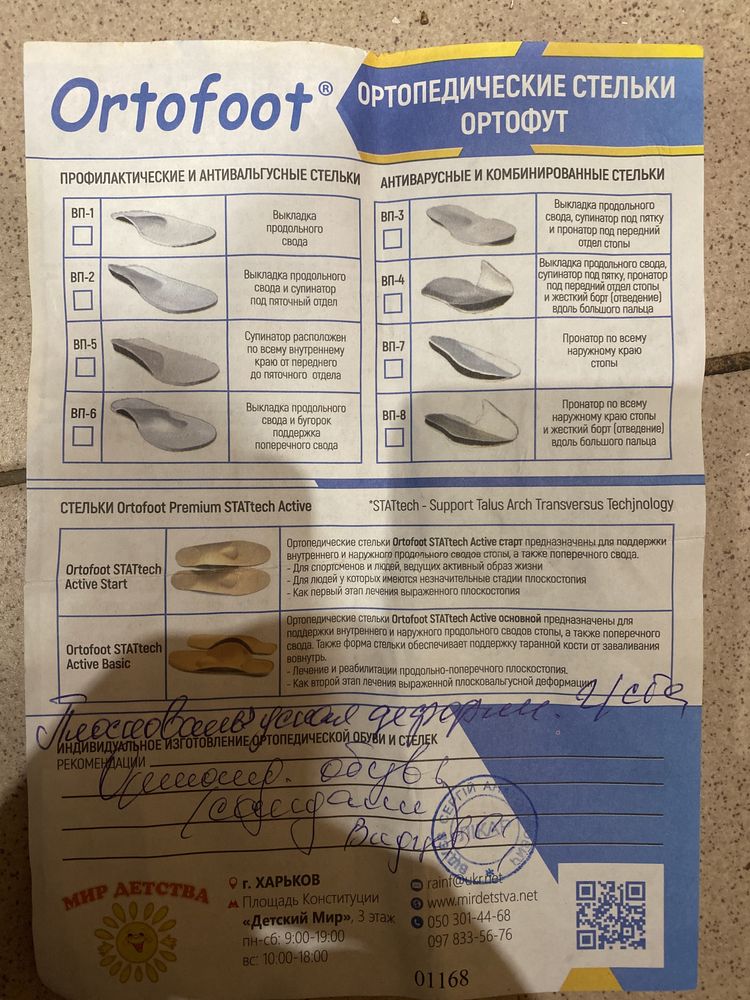 Ortofoot®
ОРТОПЕДИЧЕСКИЕ СТЕЛЬКИ
ОРТОФУТ
ПРОФИЛАКТИЧЕСКИЕ И АНТИВАЛЬГУСНЫЕ СТЕЛЬКИ
ВП-1
Выкладка
продольного
свода
ВП-2
Выкладка продольного
свода и супинатор
под пяточный отдел
ВП-5
Супинатор расположен
по всему внутреннему
краю от переднего
до пяточного отдела
ВП-6
Выкладка продольного
свода и бугорок
поддержка
поперечного свода
АНТИВАРУСНЫЕ И КОМБИНИРОВАННЫЕ СТЕЛЬКИ
ВП-3
Выкладка продольного
свода, супинатор под пятку
и пронатор под передний
отдел стопы
ВП-4
Выкладка продольного свода,
супинатор под пятку, пронатор
под передний отдел стопы
и жесткий борт (отведение)
вдоль большого пальца
ВП-7
Пронатор по всему
наружному краю
стопы
ВП-8
Пронатор по всему
наружному краю стопы
и жесткий борт (отведение)
вдоль большого пальца
СТЕЛЬКИ Ortofoot Premium STATtech Active
*STATtech - Support Talus Arch Transversus Techjnology
Ortofoot STATtech
Active Start
Ортопедические стельки Ortofoot STATtech Active старт предназначены для поддержки
внутреннего и наружного продольного сводов стопы, а также поперечного свода.
- Для спортсменов и людей, ведущих активный образ жизни
- Для людей у которых имеются незначительные стадии плоскостопия
- Как первый этап лечения выраженного плоскостопия
Ortofoot STATtech
Active Basic
Ортопедические стельки Ortofoot STATtech Active основной предназначены для
поддержки внутреннего и наружного продольного сводов стопы, а также поперечного
свода. Также форма стельки обеспечивает поддержку таранной кости от заваливания
вовнутрь.
- Лечение и реабилитации продольно-поперечного плоскостопия.
- Как второй этап лечения выраженной плосковальгусной деформации
Плосковальгусная деформ.
ИНДИВИДУАЛЬНОЕ ИЗГОТОВЛЕНИЕ ОРТОПЕДИЧЕСКОЙ ОБУВИ И СТЕЛЕК
РЕКОМЕНДАЦИИ
обувь
сандали
СЕРГІЙ
ЛІКАР
МИР ДЕТСТВА
г. ХАРЬКОВ
Площадь Конституции
«Детский Мир», 3 этаж
пн-сб: 9:00-19:00
вс: 10:00-18:00
rainf@ukr.net
www.mirdetstva.net
050 301-44-68
097 833-56-76
01168